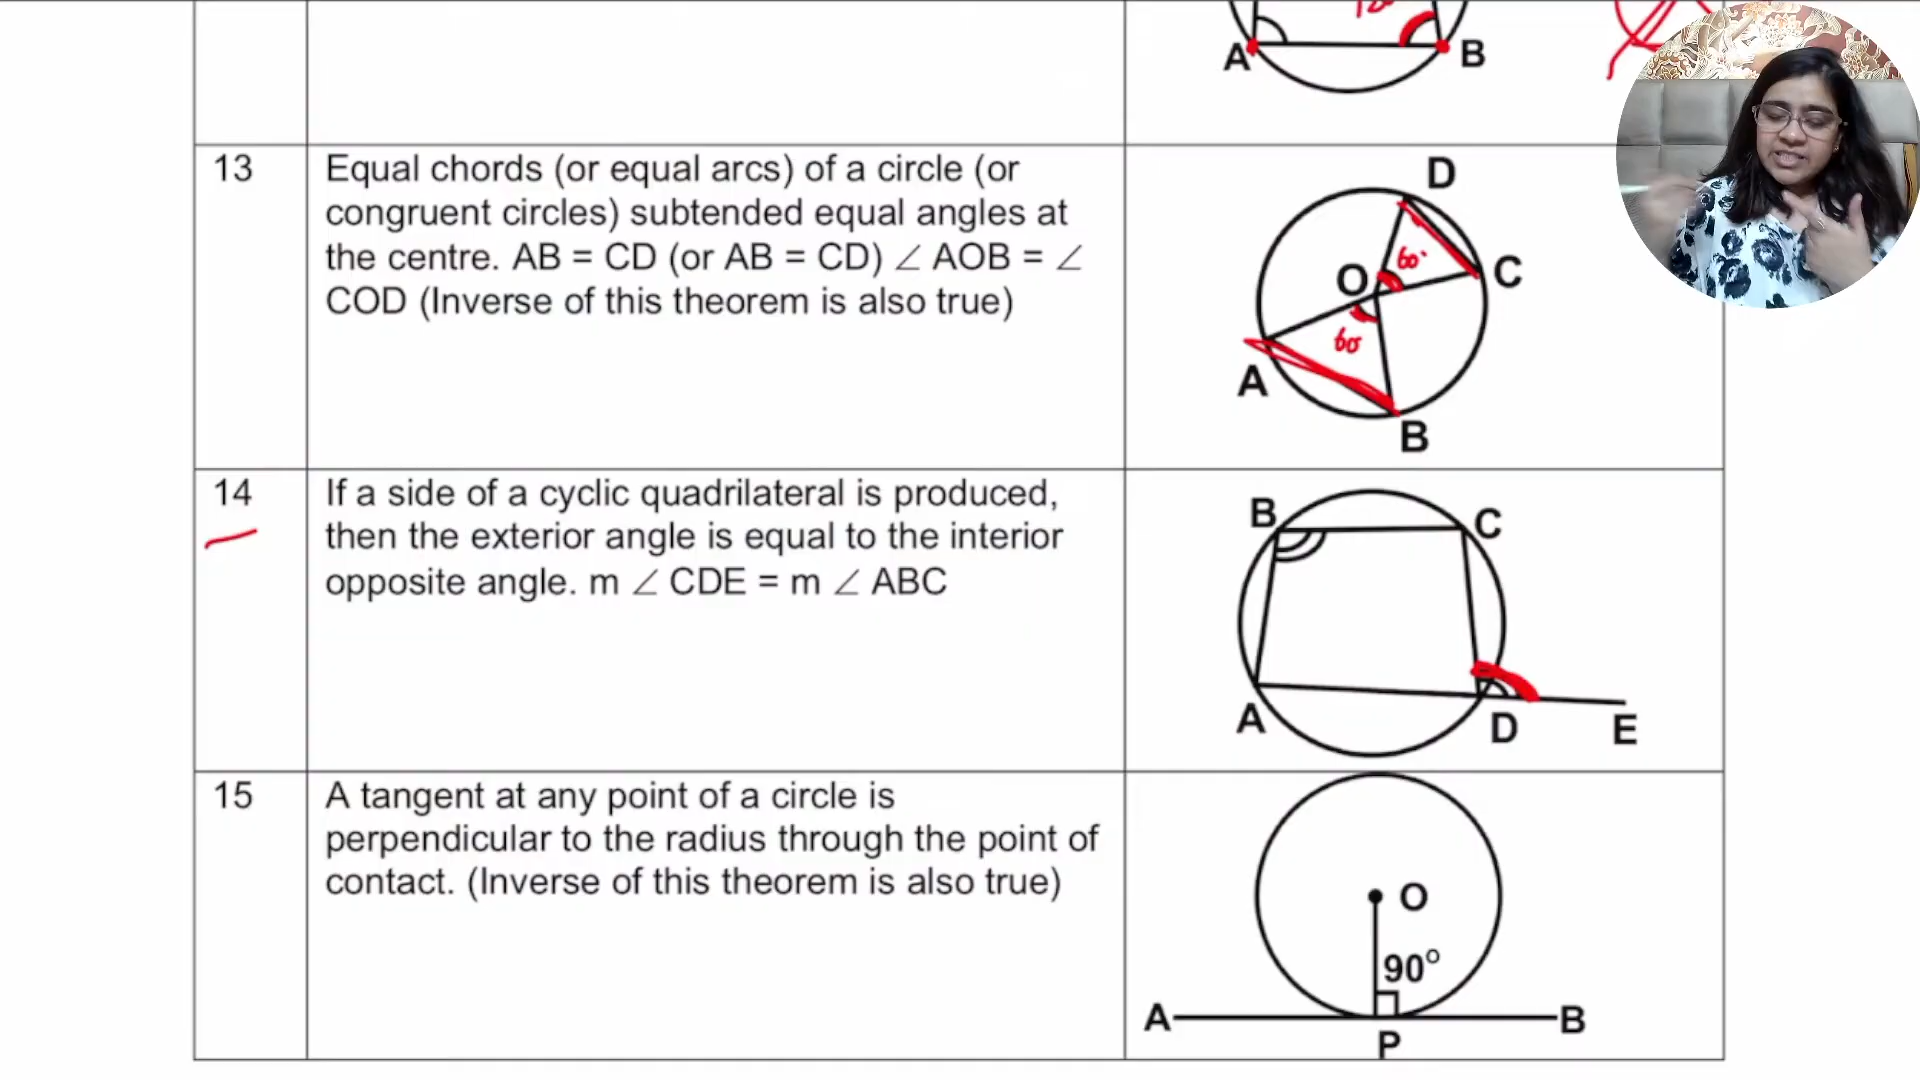 A
B
13
Equal chords (or equal arcs) of a circle (or
congruent circles) subtended equal angles at
the centre. AB = CD (or AB = CD) ∠ AOB = ∠
COD (Inverse of this theorem is also true)
D
60°
O
C
60
A
B
14
If a side of a cyclic quadrilateral is produced,
then the exterior angle is equal to the interior
opposite angle. m ∠ CDE = m ∠ ABC
B
C
A
D
E
15
A tangent at any point of a circle is
perpendicular to the radius through the point of
contact. (Inverse of this theorem is also true)
O
90°
A
B
P